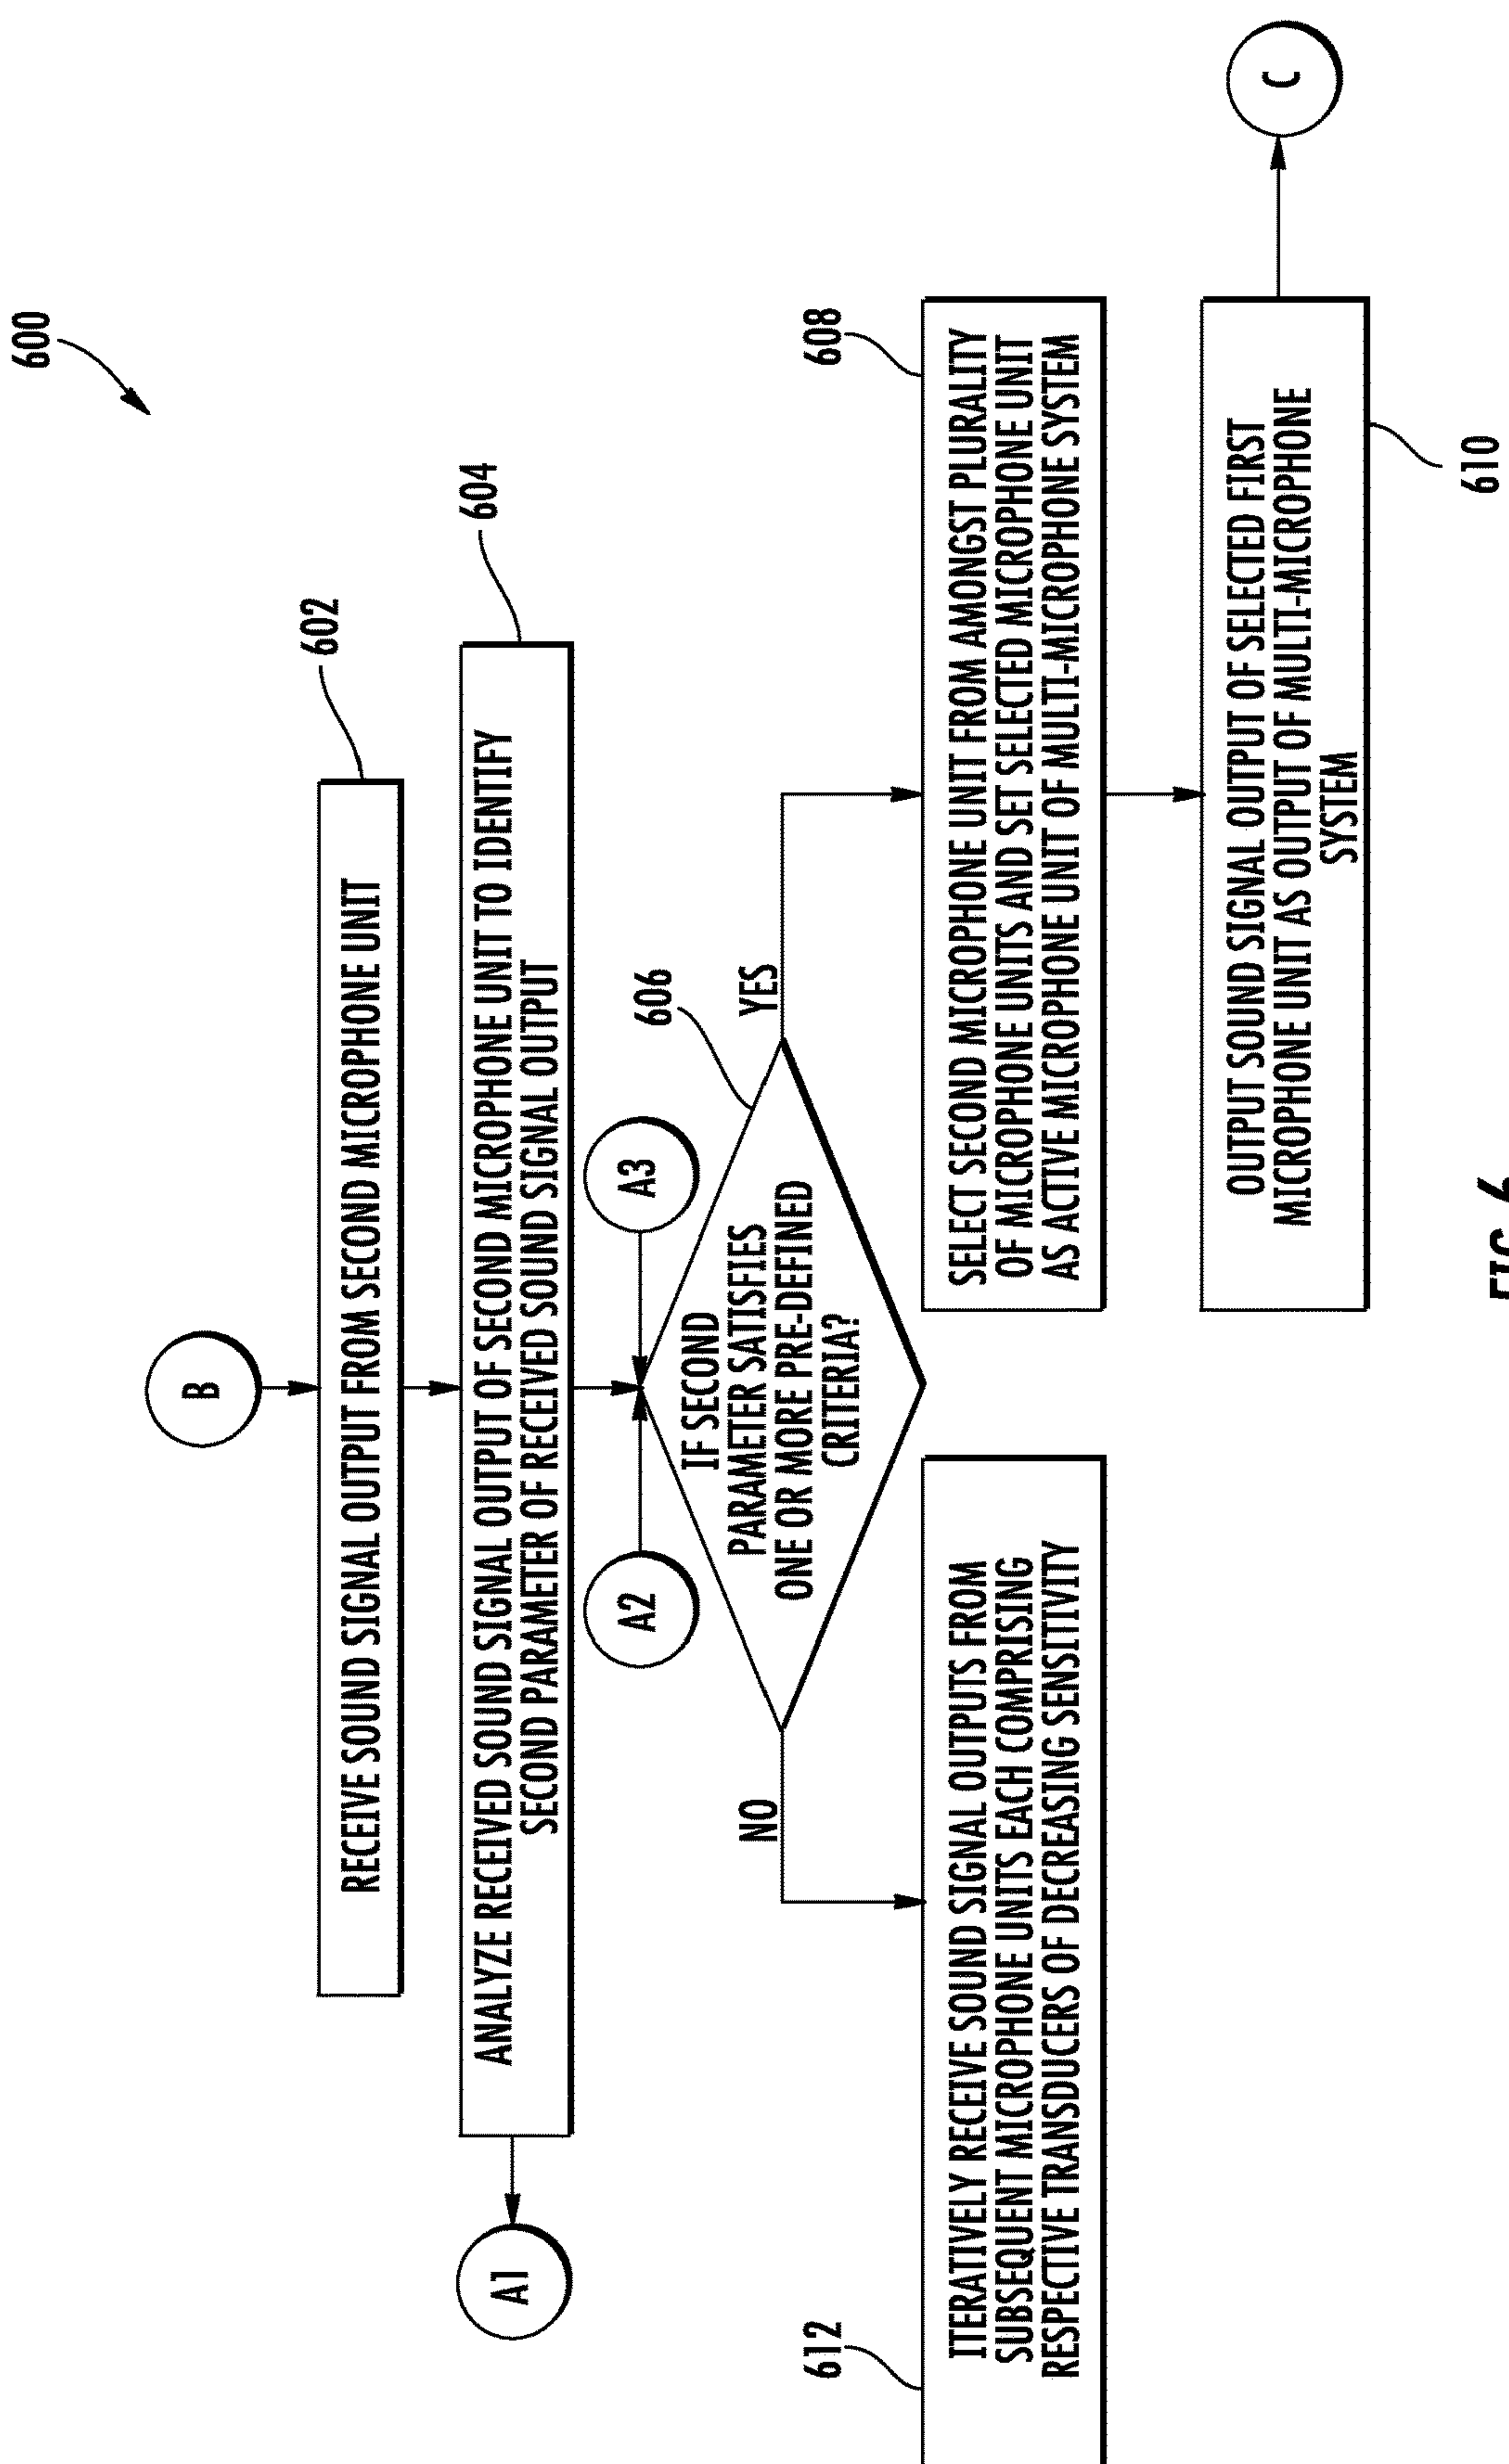 600
B
602
RECEIVE SOUND SIGNAL OUTPUT FROM SECOND MICROPHONE UNIT
604
ANALYZE RECEIVED SOUND SIGNAL OUTPUT OF SECOND MICROPHONE UNIT TO IDENTIFY
SECOND PARAMETER OF RECEIVED SOUND SIGNAL OUTPUT
A1
A2
A3
606
IF SECOND
PARAMETER SATISFIES
ONE OR MORE PRE-DEFINED
CRITERIA?
NO
YES
612
ITERATIVELY RECEIVE SOUND SIGNAL OUTPUTS FROM
SUBSEQUENT MICROPHONE UNITS EACH COMPRISING
RESPECTIVE TRANSDUCERS OF DECREASING SENSITIVITY
608
SELECT SECOND MICROPHONE UNIT FROM AMONGST PLURALITY
OF MICROPHONE UNITS AND SET SELECTED MICROPHONE UNIT
AS ACTIVE MICROPHONE UNIT OF MULTI-MICROPHONE SYSTEM
OUTPUT SOUND SIGNAL OUTPUT OF SELECTED FIRST
MICROPHONE UNIT AS OUTPUT OF MULTI-MICROPHONE
SYSTEM
C
610